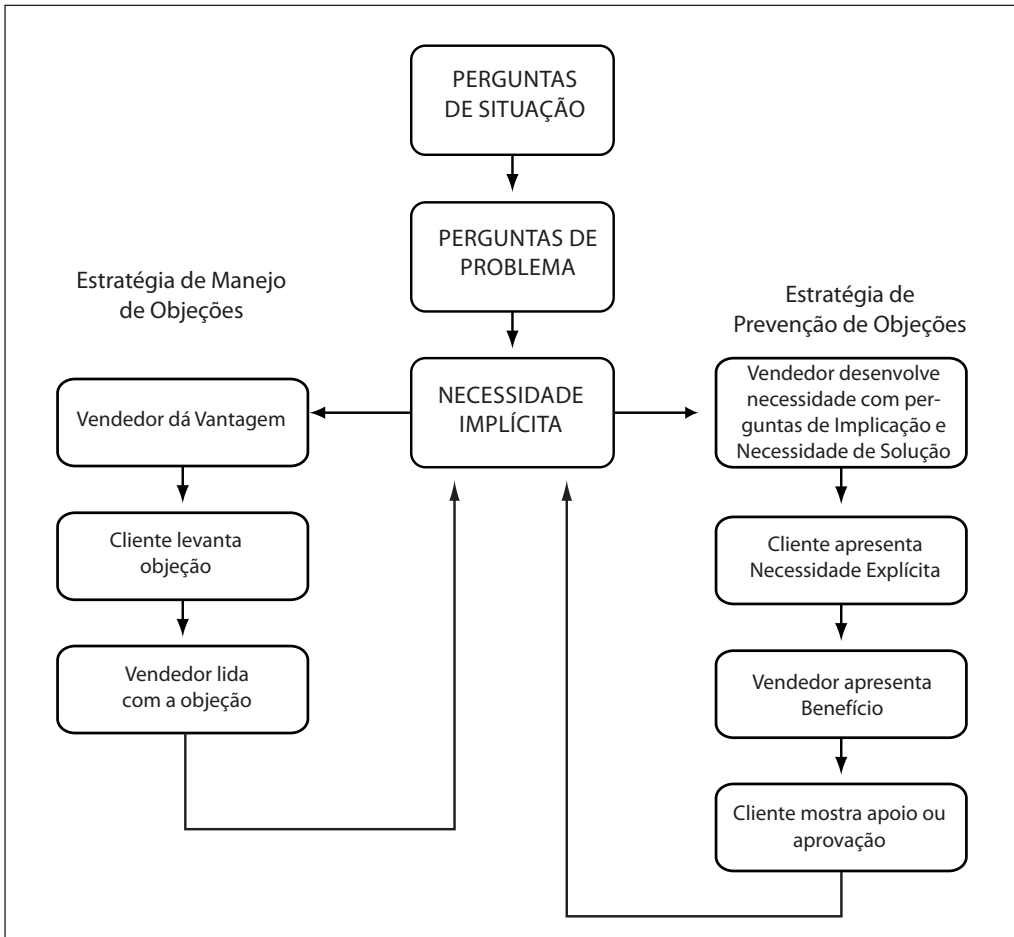 PERGUNTAS
DE SITUAÇÃO
PERGUNTAS DE
PROBLEMA
NECESSIDADE
IMPLÍCITA
Estratégia de Manejo
de Objeções
Vendedor dá Vantagem
Cliente levanta
objeção
Vendedor lida
com a objeção
Estratégia de
Prevenção de Objeções
Vendedor desenvolve
necessidade com per-
guntas de Implicação e
Necessidade de Solução
Cliente apresenta
Necessidade Explícita
Vendedor apresenta
Benefício
Cliente mostra apoio ou
aprovação